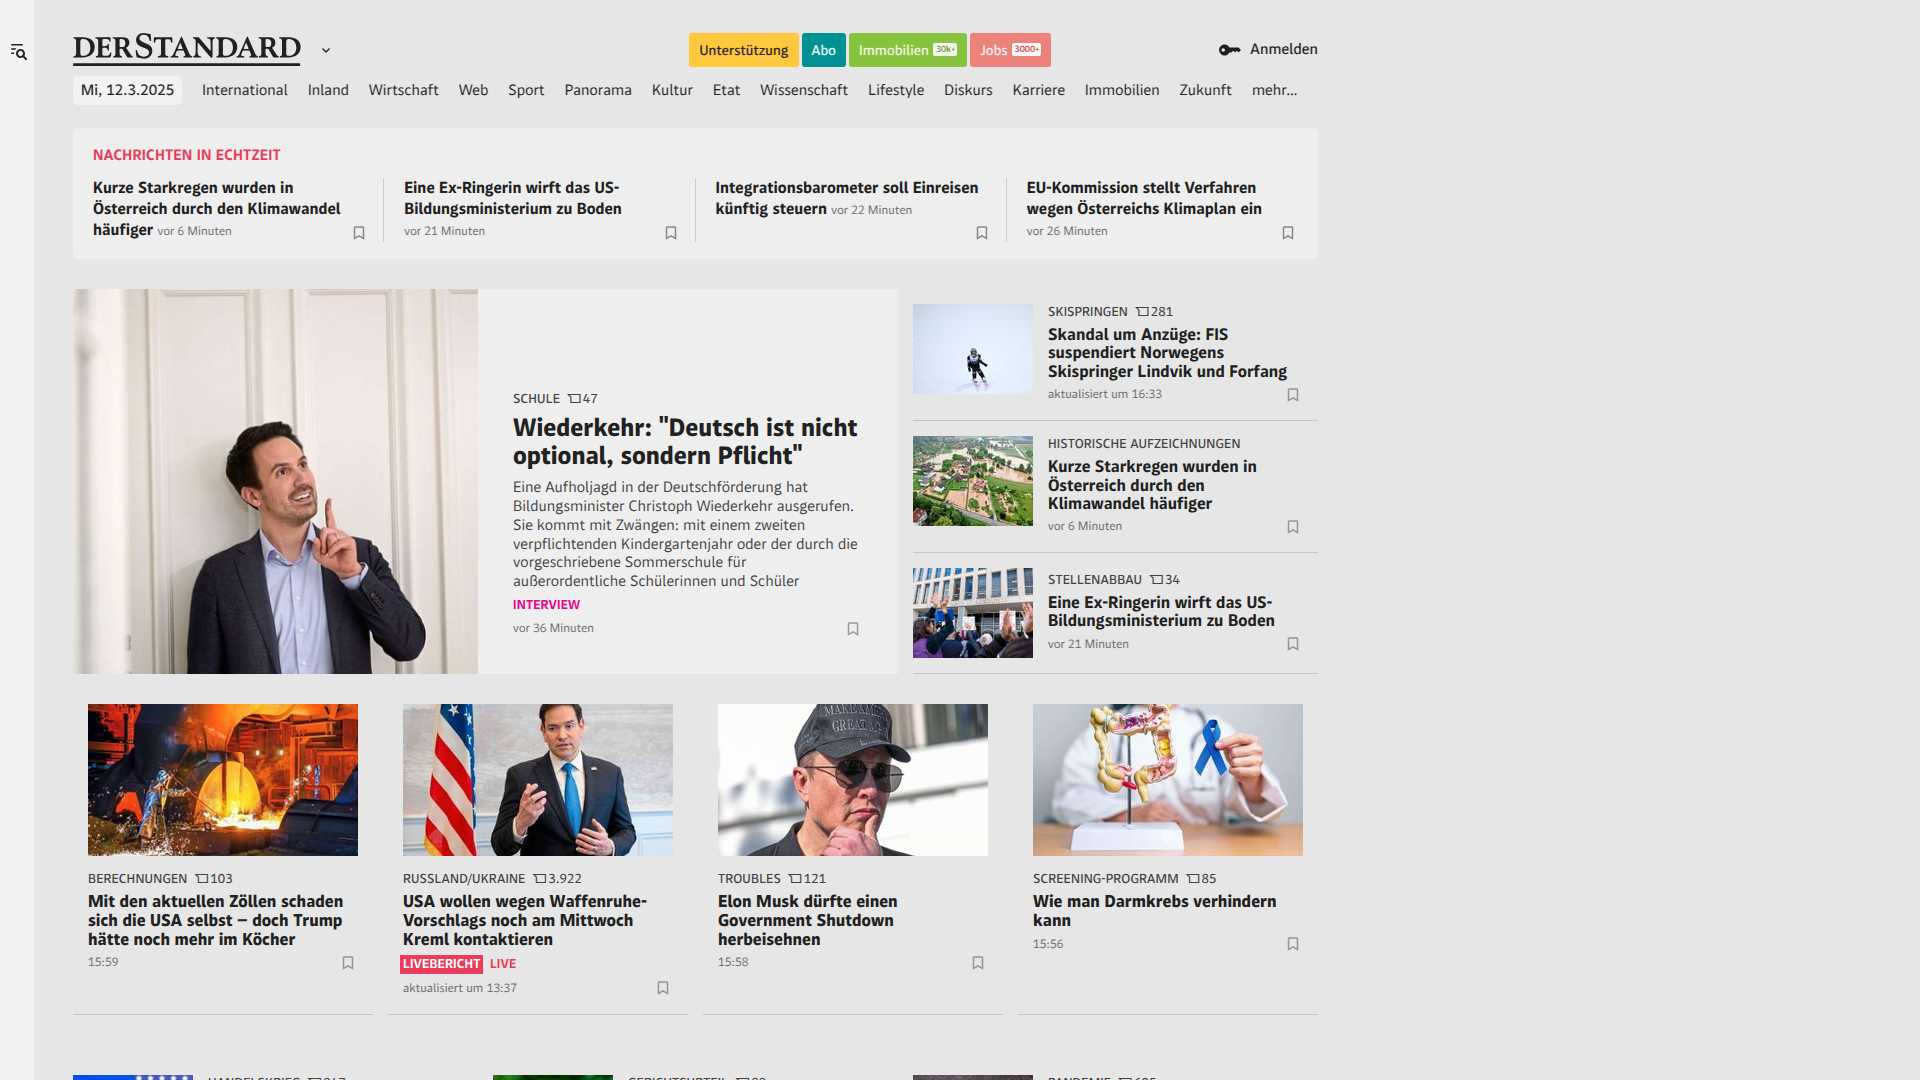 DERSTANDARD
Unterstützung
Abo
Immobilien 30k+
Jobs 3000+
Anmelden
Mi, 12.3.2025
International
Inland
Wirtschaft
Web
Sport
Panorama
Kultur
Etat
Wissenschaft
Lifestyle
Diskurs
Karriere
Immobilien
Zukunft
mehr...
NACHRICHTEN IN ECHTZEIT
Kurze Starkregen wurden in
Österreich durch den Klimawandel
häufiger vor 6 Minuten
Eine Ex-Ringerin wirft das US-
Bildungsministerium zu Boden
vor 21 Minuten
Integrationsbarometer soll Einreisen
künftig steuern vor 22 Minuten
EU-Kommission stellt Verfahren
wegen Österreichs Klimaplan ein
vor 26 Minuten
SCHULE 47
Wiederkehr: "Deutsch ist nicht
optional, sondern Pflicht"
Eine Aufholjagd in der Deutschförderung hat
Bildungsminister Christoph Wiederkehr ausgerufen.
Sie kommt mit Zwängen: mit einem zweiten
verpflichtenden Kindergartenjahr oder der durch die
vorgeschriebene Sommerschule für
außerordentliche Schülerinnen und Schüler
INTERVIEW
vor 36 Minuten
SKISPRINGEN 281
Skandal um Anzüge: FIS
suspendiert Norwegens
Skispringer Lindvik und Forfang
aktualisiert um 16:33
HISTORISCHE AUFZEICHNUNGEN
Kurze Starkregen wurden in
Österreich durch den
Klimawandel häufiger
vor 6 Minuten
STELLENABBAU 34
Eine Ex-Ringerin wirft das US-
Bildungsministerium zu Boden
vor 21 Minuten
BERECHNUNGEN 103
Mit den aktuellen Zöllen schaden
sich die USA selbst – doch Trump
hätte noch mehr im Köcher
15:59
RUSSLAND/UKRAINE 3.922
USA wollen wegen Waffenruhe-
Vorschlags noch am Mittwoch
Kreml kontaktieren
LIVEBERICHT LIVE
aktualisiert um 13:37
MAKE
GREAT
TROUBLES 121
Elon Musk dürfte einen
Government Shutdown
herbeisehnen
15:58
SCREENING-PROGRAMM 85
Wie man Darmkrebs verhindern
kann
15:56
HANDELSKRIEG
GERICHTSURTEIL
PANDEMIE